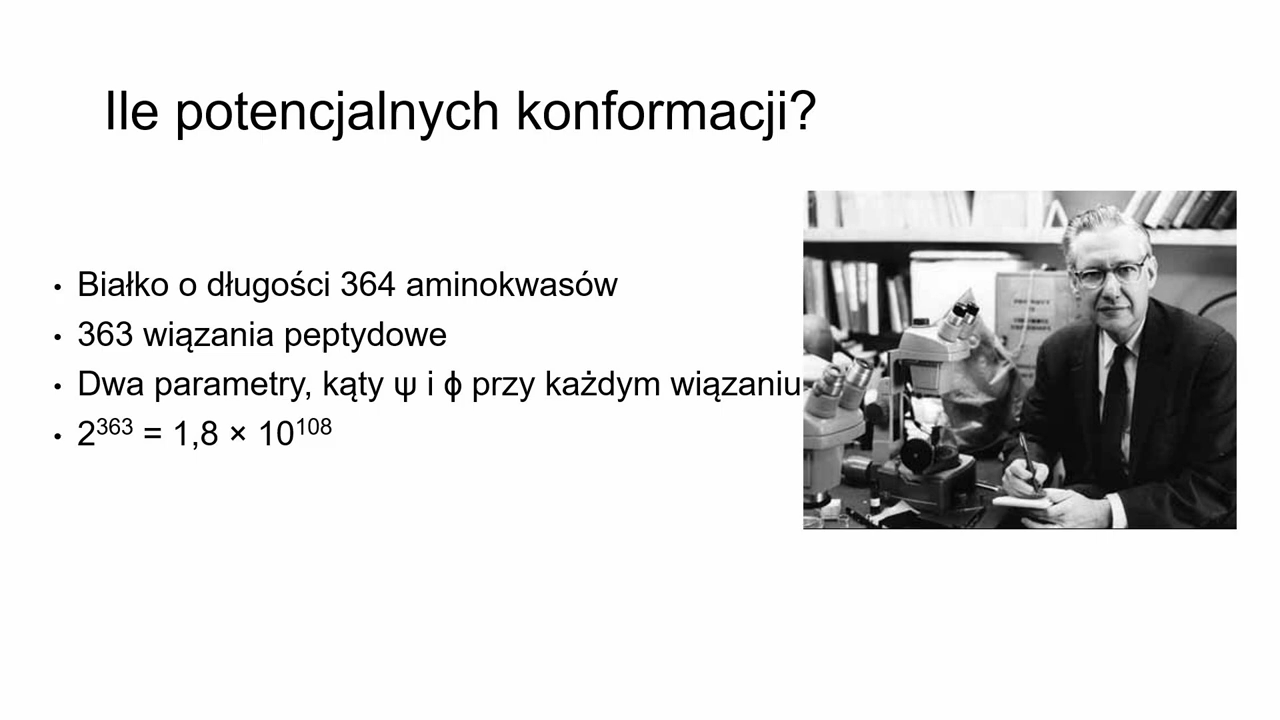 Ile potencjalnych konformacji?
• Białko o długości 364 aminokwasów
• 363 wiązania peptydowe
• Dwa parametry, kąty ψ i ϕ przy każdym wiązaniu
• 2³⁶³ = 1,8 × 10¹⁰⁸